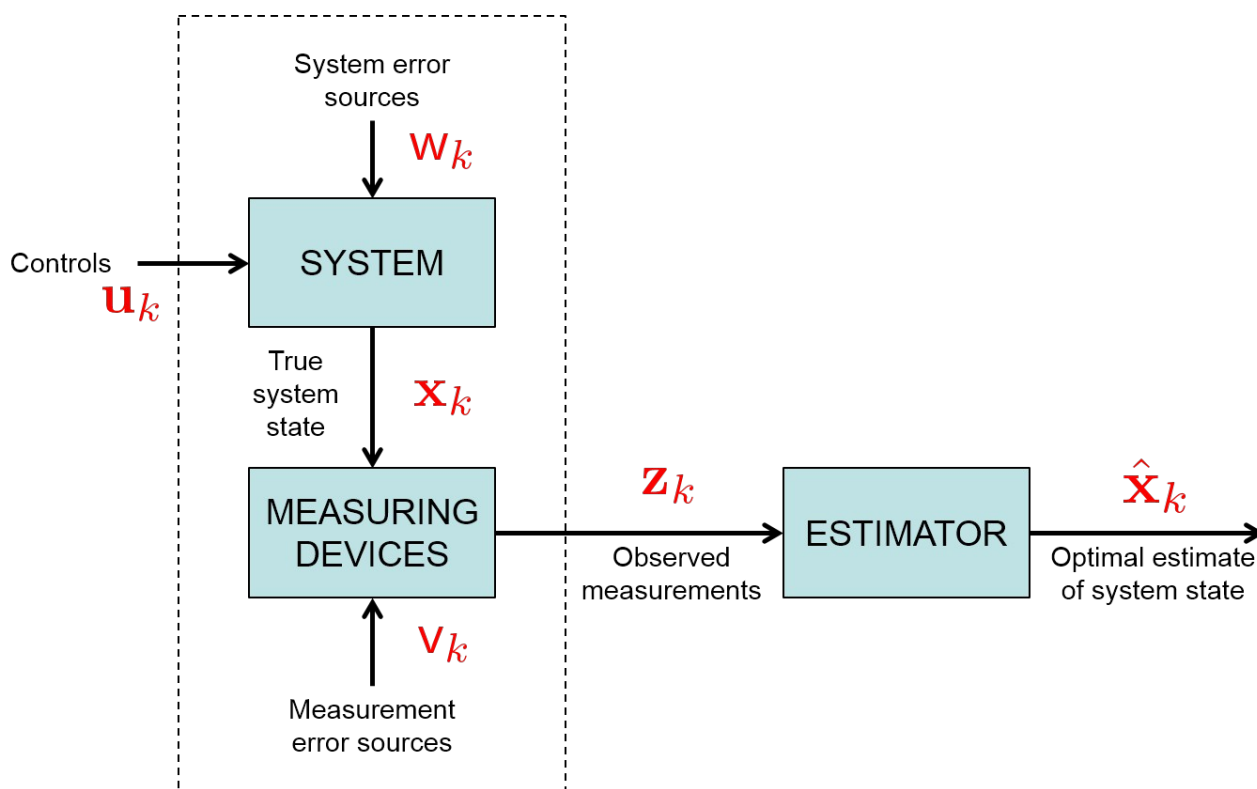 System error
sources
w_k
SYSTEM
Controls
u_k
True
system
state
x_k
MEASURING
DEVICES
z_k
Observed
measurements
ESTIMATOR
x̂_k
Optimal estimate
of system state
v_k
Measurement
error sources